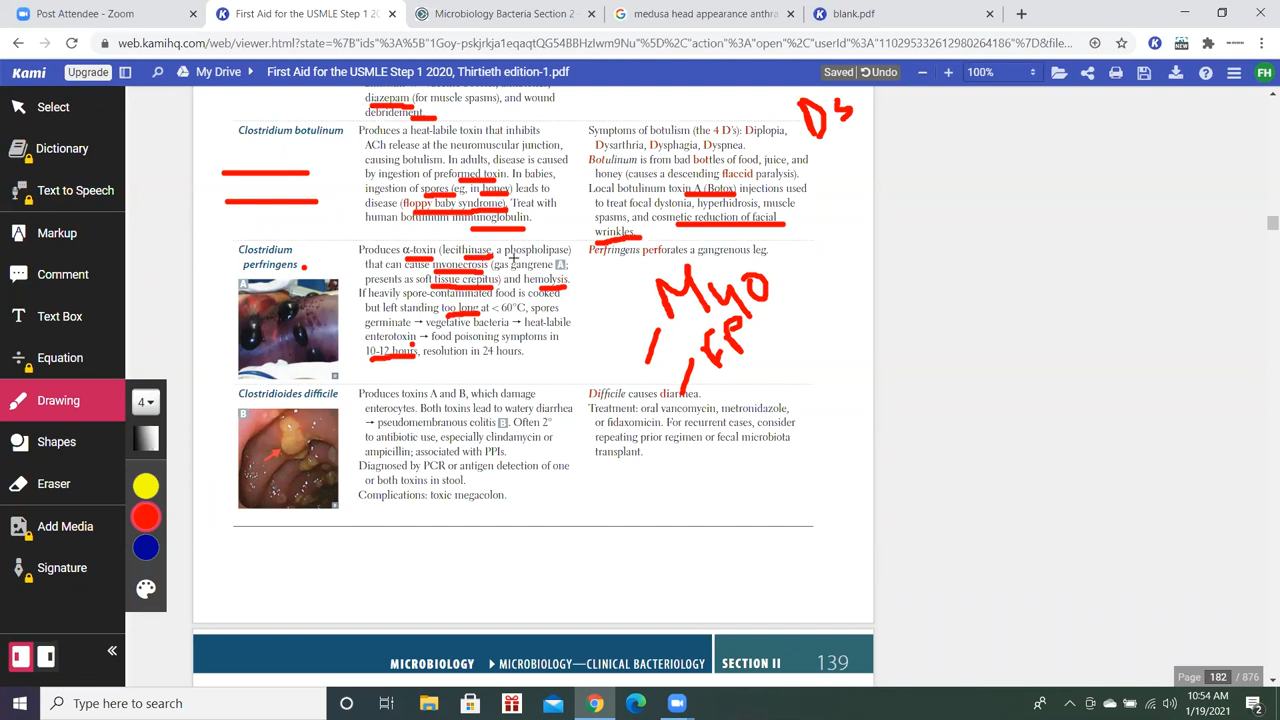 Post Attendee - Zoom
First Aid for the USMLE Step 1 20
Microbiology Bacteria Section 2 -
medusa head appearance anthra
blank.pdf
web.kamihq.com/web/viewer.html?state=%7B"ids"%3A%5B"1Goy-pskjrkja1eqaqtQG54BBHzlwm9Nu"%5D%2C"action"%3A"open"%2C"userId"%3A"110295332612980264186"%7D&file
Kami
Upgrade
My Drive
First Aid for the USMLE Step 1 2020, Thirtieth edition-1.pdf
Saved
Undo
100%
FH
Select
Dictionary
Text to Speech
Markup
Comment
Text Box
Equation
Drawing
4
Shapes
Eraser
Add Media
Signature
diazepam (for muscle spasms), and wound
debridement.
D's
Clostridium botulinum
Produces a heat-labile toxin that inhibits
ACh release at the neuromuscular junction,
causing botulism. In adults, disease is caused
by ingestion of preformed toxin. In babies,
ingestion of spores (eg, in honey) leads to
disease (floppy baby syndrome). Treat with
human botulinum immunoglobulin.
Symptoms of botulism (the 4 D's): Diplopia,
Dysarthria, Dysphagia, Dyspnea.
Botulinum is from bad bottles of food, juice, and
honey (causes a descending flaccid paralysis).
Local botulinum toxin A (Botox) injections used
to treat focal dystonia, hyperhidrosis, muscle
spasms, and cosmetic reduction of facial
wrinkles.
Clostridium
perfringens
A
Produces α-toxin (lecithinase, a phospholipase)
that can cause myonecrosis (gas gangrene A;
presents as soft tissue crepitus) and hemolysis.
If heavily spore-contaminated food is cooked
but left standing too long at < 60°C, spores
germinate → vegetative bacteria → heat-labile
enterotoxin → food poisoning symptoms in
10-12 hours, resolution in 24 hours.
Perfringens perforates a gangrenous leg.
Myo
FP
Clostridioides difficile
B
Produces toxins A and B, which damage
enterocytes. Both toxins lead to watery diarrhea
→ pseudomembranous colitis B. Often 2°
to antibiotic use, especially clindamycin or
ampicillin; associated with PPIs.
Diagnosed by PCR or antigen detection of one
or both toxins in stool.
Complications: toxic megacolon.
Difficile causes diarrhea.
Treatment: oral vancomycin, metronidazole,
or fidaxomicin. For recurrent cases, consider
repeating prior regimen or fecal microbiota
transplant.
MICROBIOLOGY
MICROBIOLOGY—CLINICAL BACTERIOLOGY
SECTION II
139
Page 182 / 876
Type here to search
10:54 AM
1/19/2021
2